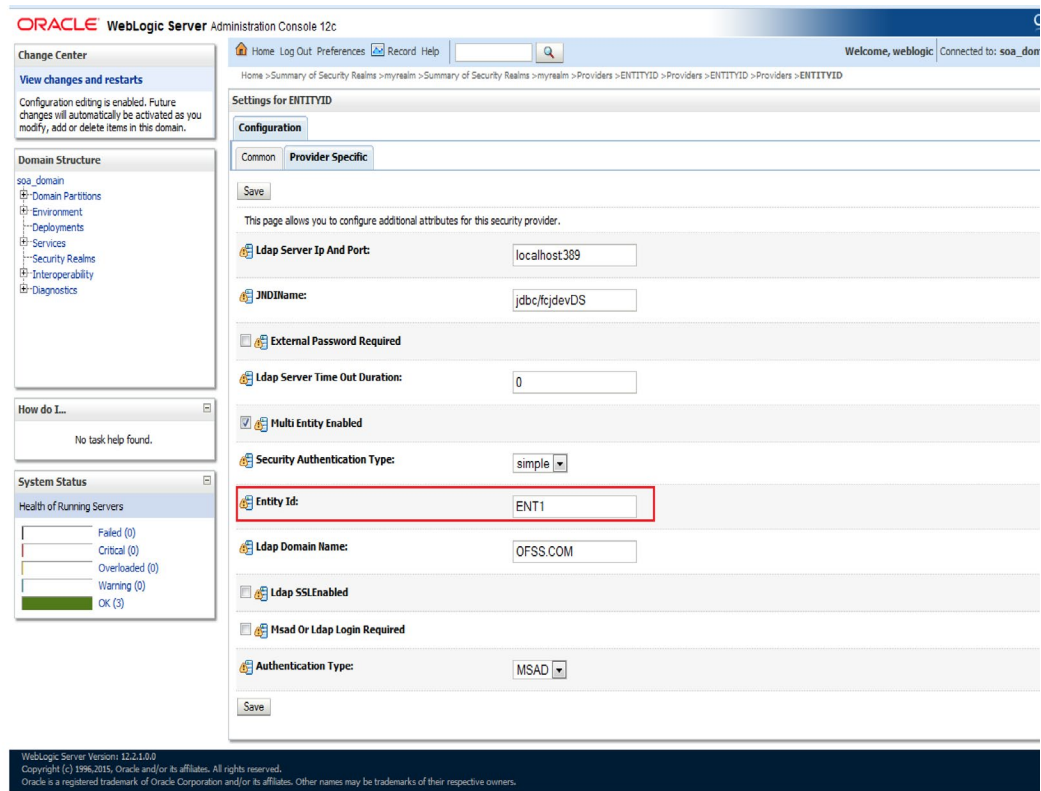 ORACLE WebLogic Server Administration Console 12c
Change Center
View changes and restarts
Configuration editing is enabled. Future
changes will automatically be activated as you
modify, add or delete items in this domain.
Domain Structure
soa_domain
Domain Partitions
Environment
Deployments
Services
Security Realms
Interoperability
Diagnostics
How do I...
No task help found.
System Status
Health of Running Servers
Failed (0)
Critical (0)
Overloaded (0)
Warning (0)
OK (3)
Home Log Out Preferences Record Help
Welcome, weblogic Connected to: soa_dom
Home >Summary of Security Realms >myrealm >Summary of Security Realms >myrealm >Providers >ENTITYID >Providers >ENTITYID >Providers >ENTITYID
Settings for ENTITYID
Configuration
Common Provider Specific
Save
This page allows you to configure additional attributes for this security provider.
Ldap Server Ip And Port: localhost:389
JNDIName: jdbc/fcjdevDS
External Password Required
Ldap Server Time Out Duration: 0
Multi Entity Enabled
Security Authentication Type: simple
Entity Id: ENT1
Ldap Domain Name: OFSS.COM
Ldap SSLEnabled
Msad Or Ldap Login Required
Authentication Type: MSAD
Save
WebLogic Server Version: 12.2.1.0.0
Copyright (c) 1996,2015, Oracle and/or its affiliates. All rights reserved.
Oracle is a registered trademark of Oracle Corporation and/or its affiliates. Other names may be trademarks of their respective owners.